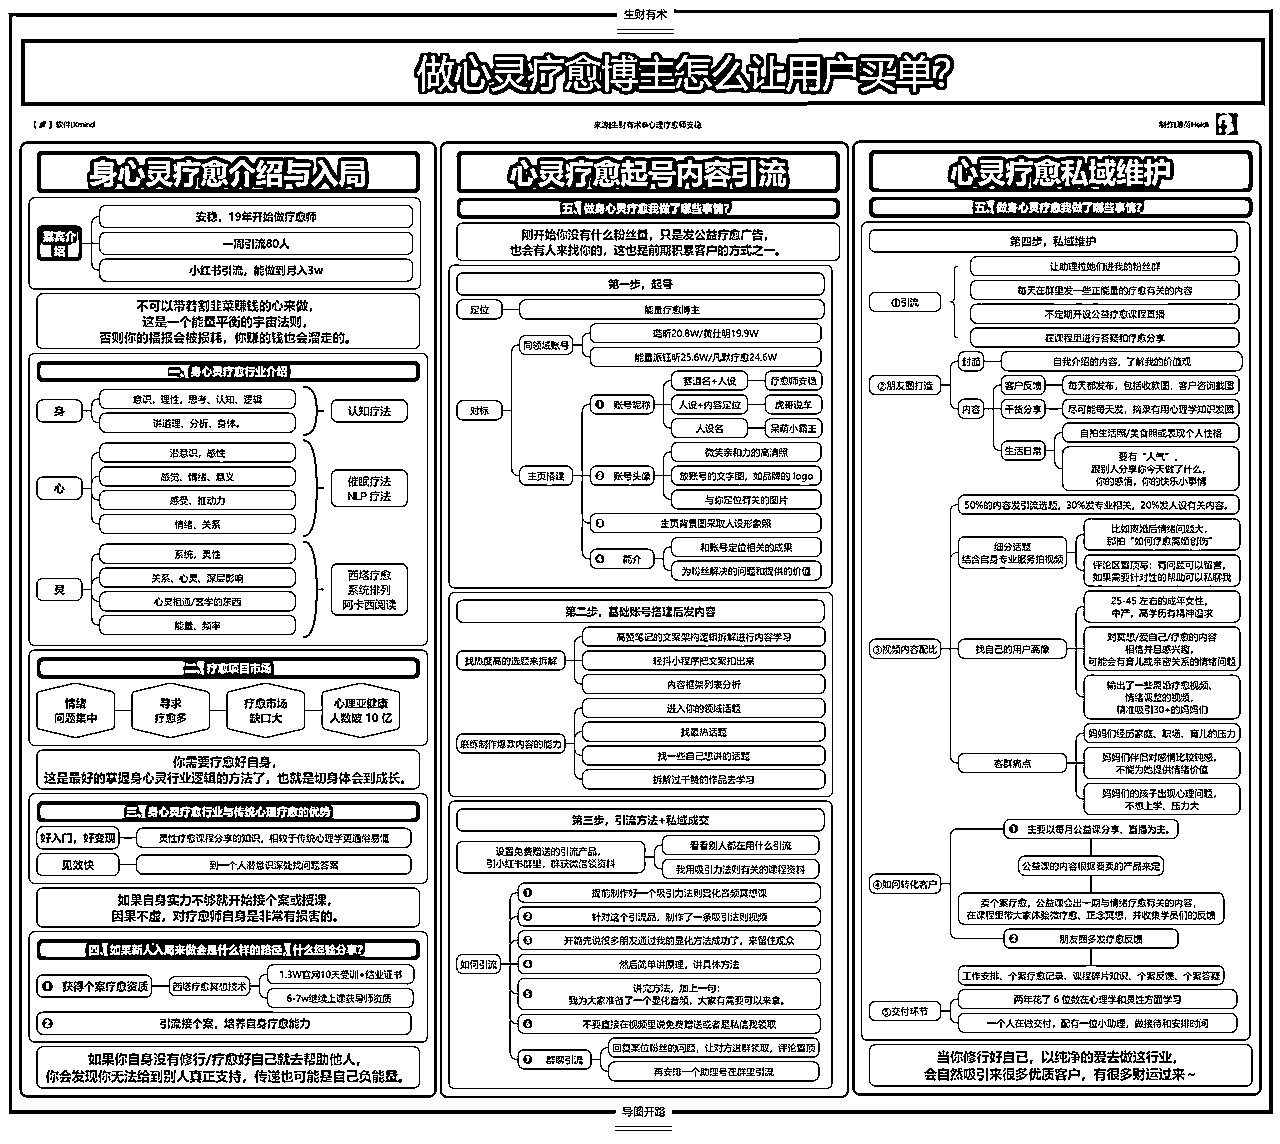 生财有术
做心灵疗愈博主怎么让用户买单?
软件|Xmind
来源|生财有术@心理疗愈师安稳
身心灵疗愈介绍与入局
嘉宾介绍
安稳，19年开始做疗愈师
一周引流80人
小红书引流，能做到月入3w
不可以带着割韭菜赚钱的心来做，
这是一个能量平衡的宇宙法则，
否则你的福报会被损耗，你赚的钱也会溜走的。
一、身心灵疗愈行业介绍
身
意识，理性，思考、认知、逻辑
讲道理、分析、身体。
认知疗法
心
潜意识，感性
感觉、情绪、意义
感受、推动力
情绪、关系
催眠疗法
NLP 疗法
灵
系统，灵性
关系、心灵、深层影响
心灵相通/玄学的东西
能量、频率
西塔疗愈
系统排列
阿卡西阅读
二、疗愈项目市场
情绪
问题集中
寻求
疗愈多
疗愈市场
缺口大
心理亚健康
人数破 10 亿
你需要疗愈好自身，
这是最好的掌握身心灵行业逻辑的方法了，也就是切身体会到成长。
三、身心灵疗愈行业与传统心理疗愈的优势
好入门，好变现
灵性疗愈课程分享的知识，相较于传统心理学更通俗易懂
见效快
到一个人潜意识深处找问题答案
如果自身实力不够就开始接个案或授课，
因果不虚，对疗愈师自身是非常有损害的。
四、如果新人入局来做会是什么样的路径，什么经验分享?
❶ 获得个案疗愈资质
西塔疗愈冥想技术
1.3W官网10天受训+结业证书
6-7w继续上课获导师资质
❷ 引流接个案，培养自身疗愈能力
如果你自身没有修行/疗愈好自己就去帮助他人，
你会发现你无法给到别人真正支持，传递也可能是自己负能量。
心灵疗愈起号内容引流
五、做身心灵疗愈我做了哪些事情?
刚开始你没有什么粉丝量，只是发公益疗愈广告，
也会有人来找你的，这也是前期积累客户的方式之一。
第一步，起号
定位
能量疗愈博主
对标
同领域账号
能量派钰昕25.6W/凡默疗愈24.6W
主页搭建
❶ 账号昵称
赛道名+人设
疗愈师安稳
人设+内容定位
虎哥说车
人设名
呆萌小霸王
❷ 账号头像
微笑亲和力的高清照
放账号的文字图，如品牌的 logo
与你定位有关的图片
❸ 主页背景图采取人设形象照
❹ 简介
和账号定位相关的成果
为粉丝解决的问题和提供的价值
第二步，基础账号搭建后发内容
找热度高的选题来拆解
高赞笔记的文案架构逻辑拆解进行内容学习
轻抖小程序把文案扣出来
内容框架列表分析
锻炼制作爆款内容的能力
进入你的领域话题
找最热话题
找一些自己想讲的话题
拆解过千赞的作品去学习
第三步，引流方法+私域成交
设置免费赠送的引流产品，
引小红书群里，群获微信领资料
看看别人都在用什么引流
我用吸引力法则有关的课程资料
如何引流
❶ 提前制作好一个吸引力法则显化音频冥想课
❷ 针对这个引流品，制作了一条吸引法则视频
❸ 开篇先说很多朋友通过我的显化方法成功了，来留住观众
❹ 然后简单讲原理，讲具体方法
❺ 讲完方法，加上一句：
我为大家准备了一个显化音频，大家有需要可以来拿。
❻ 不要直接在视频里说免费赠送或者是私信我领取
❼ 群聊引流
回复某位粉丝的问题，让对方进群领取，评论置顶
再安排一个助理号在群里引流
心灵疗愈私域维护
五、做身心灵疗愈我做了哪些事情?
第四步，私域维护
①引流
让助理拉她们进我的粉丝群
每天在群里发一些正能量的疗愈有关的内容
不定期开设公益疗愈课程直播
在课程里进行答疑和疗愈分享
②朋友圈打造
封面
自我介绍的内容，了解我的价值观
内容
客户反馈
每天都发布，包括收款图，客户咨询截图
干货分享
尽可能每天发，摘录有用心理学知识发圈
生活日常
自拍生活照/美食照或表现个人性格
要有“人气”，
跟别人分享你今天做了什么，
你的感悟，你的快乐小事情
③视频内容配比
50%的内容发引流选题，30%发专业相关，20%发人设有关内容。
细分话题
结合自身专业服务拍视频
比如离婚后情绪问题大，
那拍“如何疗愈离婚创伤”
评论区置顶写：有问题可以留言，
如果需要针对性的帮助可以私聊我
找自己的用户画像
25-45 左右的成年女性，
中产，高学历有精神追求
对冥想/爱自己/疗愈的内容
相信并且感兴趣，
可能会有育儿或亲密关系的情绪问题
输出了一些离婚疗愈视频、
情绪调整的视频，
精准吸引30+的妈妈们
客群痛点
妈妈们经历家庭、职场、育儿的压力
妈妈们伴侣对感情比较钝感，
不能为她提供情绪价值
妈妈们的孩子出现心理问题，
不想上学、压力大
④如何转化客户
❶ 主要以每月公益课分享、直播为主。
公益课的内容根据要卖的产品来定
卖个案疗愈，公益课会出一期与情绪疗愈有关的内容，
在课程里带大家体验微疗愈、正念冥想，并收集学员们的反馈
❷ 朋友圈多发疗愈反馈
工作安排、个案疗愈记录、课程碎片知识、个案反馈、个案答疑
⑤交付环节
两年花了 6 位数在心理学和灵性方面学习
一个人在做交付，配有一位小助理，做接待和安排时间
当你修行好自己，以纯净的爱去做这行业，
会自然吸引来很多优质客户，有很多财运过来～
导图开路